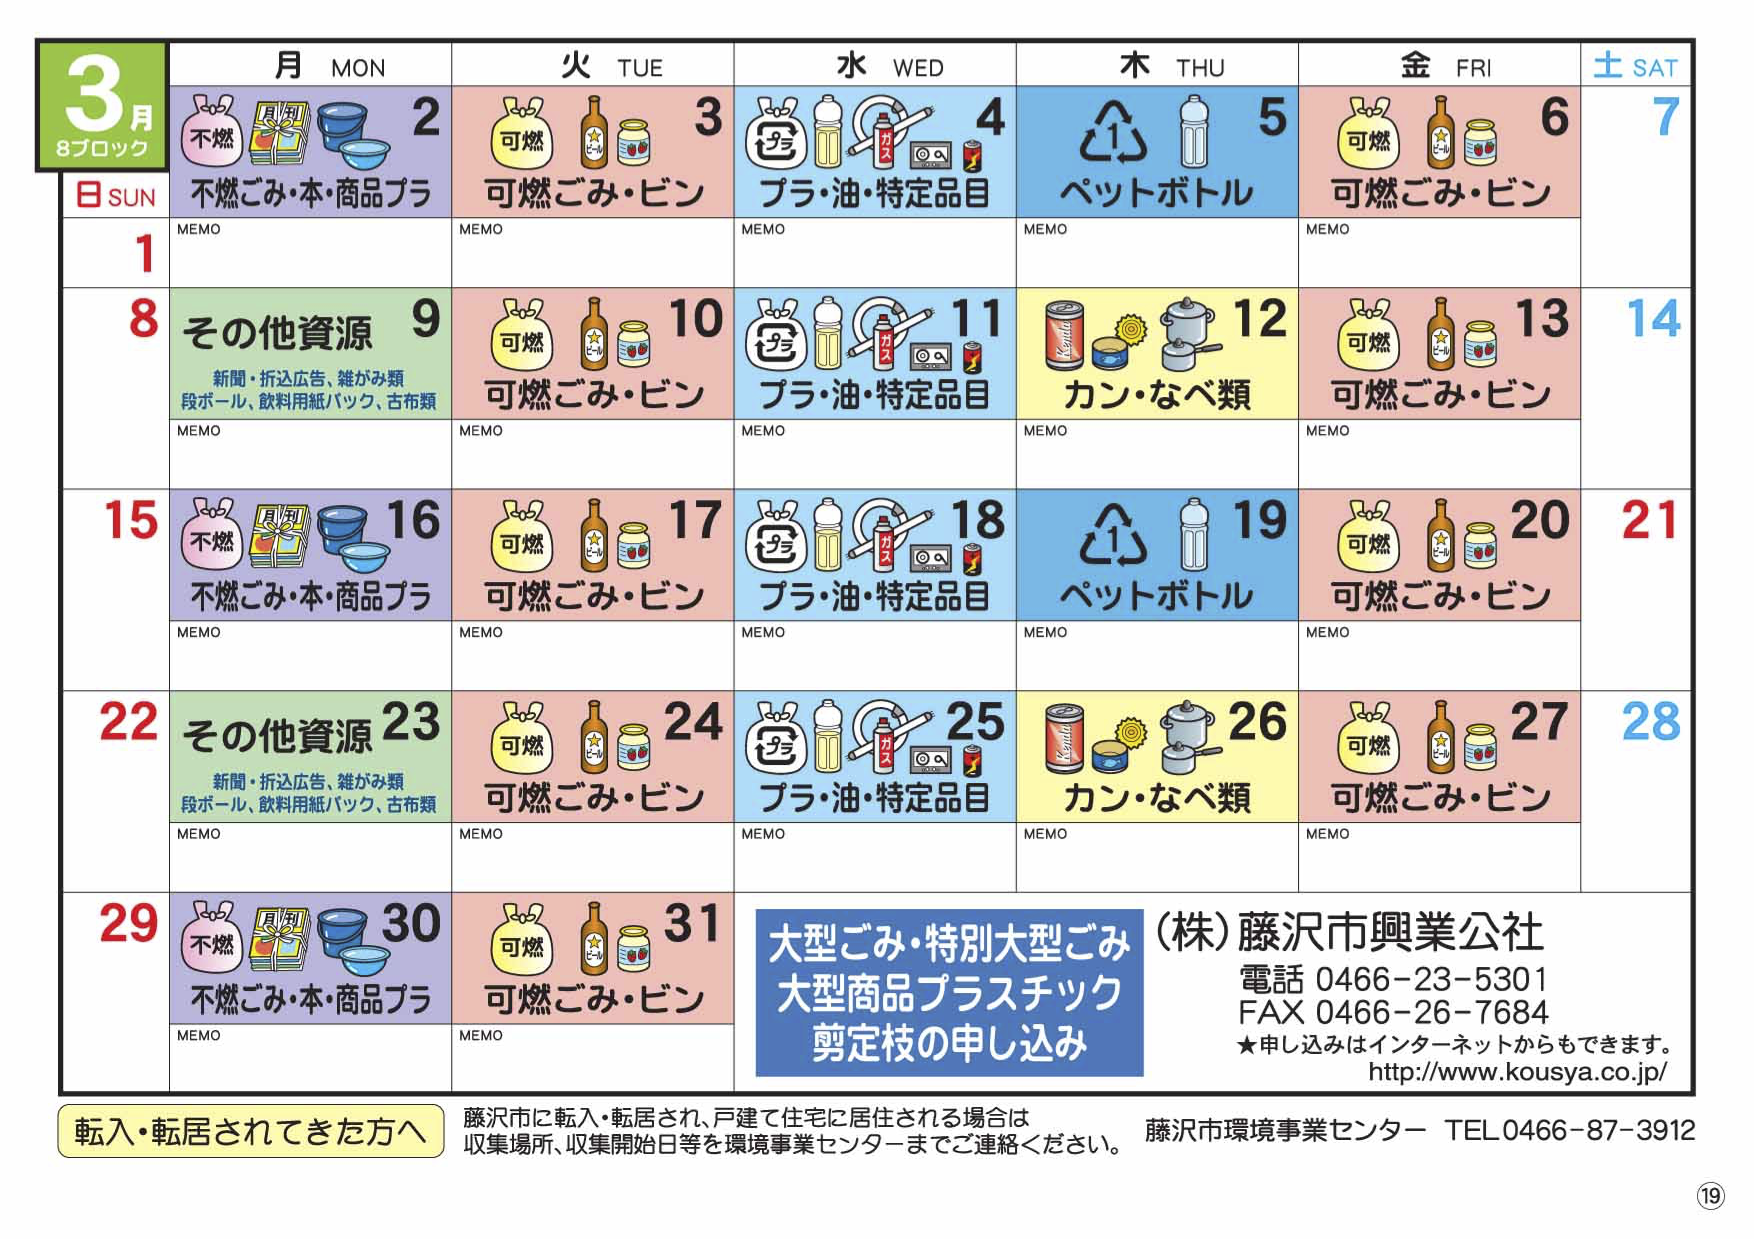 3月
8ブロック
月 MON
火 TUE
水 WED
木 THU
金 FRI
土 SAT
日 SUN
1
不燃 月刊 2
不燃ごみ・本・商品プラ
MEMO
可燃 ビール 3
可燃ごみ・ビン
MEMO
プラ ガス 4
プラ・油・特定品目
MEMO
1 5
ペットボトル
MEMO
可燃 ビール 6
可燃ごみ・ビン
MEMO
7
8
その他資源 9
新聞・折込広告、雑がみ類
段ボール、飲料用紙パック、古布類
MEMO
可燃 ビール 10
可燃ごみ・ビン
MEMO
プラ ガス 11
プラ・油・特定品目
MEMO
12
カン・なべ類
MEMO
可燃 ビール 13
可燃ごみ・ビン
MEMO
14
15
不燃 月刊 16
不燃ごみ・本・商品プラ
MEMO
可燃 ビール 17
可燃ごみ・ビン
MEMO
プラ ガス 18
プラ・油・特定品目
MEMO
1 19
ペットボトル
MEMO
可燃 ビール 20
可燃ごみ・ビン
MEMO
21
22
その他資源 23
新聞・折込広告、雑がみ類
段ボール、飲料用紙パック、古布類
MEMO
可燃 ビール 24
可燃ごみ・ビン
MEMO
プラ ガス 25
プラ・油・特定品目
MEMO
26
カン・なべ類
MEMO
可燃 ビール 27
可燃ごみ・ビン
MEMO
28
29
不燃 月刊 30
不燃ごみ・本・商品プラ
MEMO
可燃 ビール 31
可燃ごみ・ビン
MEMO
大型ごみ・特別大型ごみ
大型商品プラスチック
剪定枝の申し込み
（株）藤沢市興業公社
電話 0466-23-5301
FAX 0466-26-7684
★申し込みはインターネットからもできます。
http://www.kousya.co.jp/
転入・転居されてきた方へ
藤沢市に転入・転居され、戸建て住宅に居住される場合は
収集場所、収集開始日等を環境事業センターまでご連絡ください。
藤沢市環境事業センター TEL0466-87-3912
⑲